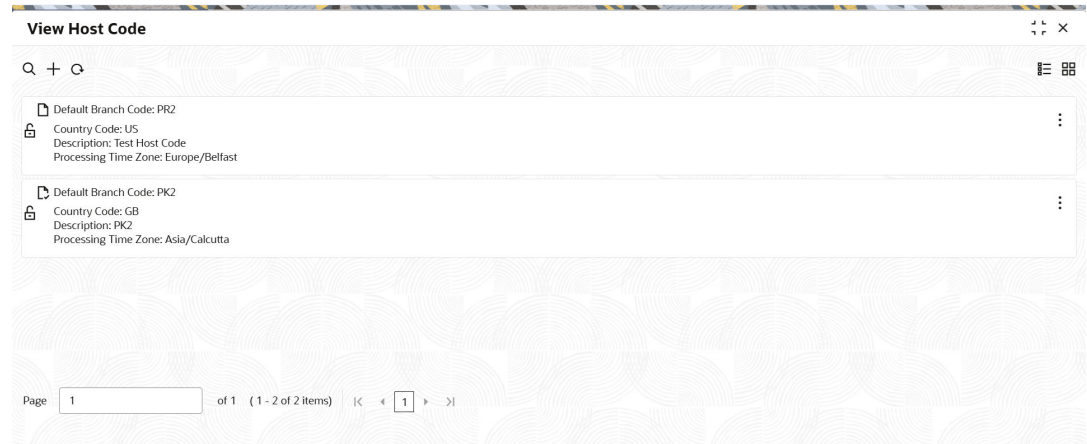 View Host Code
Default Branch Code: PR2
Country Code: US
Description: Test Host Code
Processing Time Zone: Europe/Belfast
Default Branch Code: PK2
Country Code: GB
Description: PK2
Processing Time Zone: Asia/Calcutta
Page 1 of 1 ( 1 - 2 of 2 items) 1